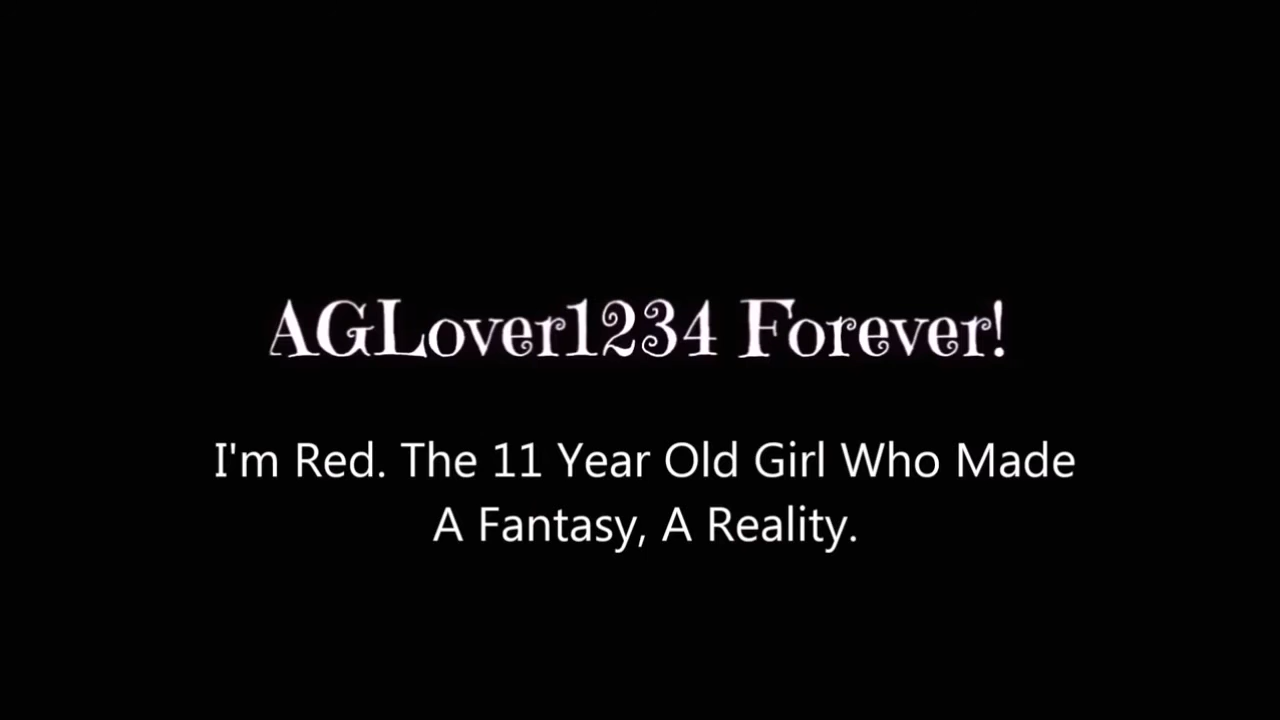 AGLover1234 Forever!
I'm Red. The 11 Year Old Girl Who Made
A Fantasy, A Reality.